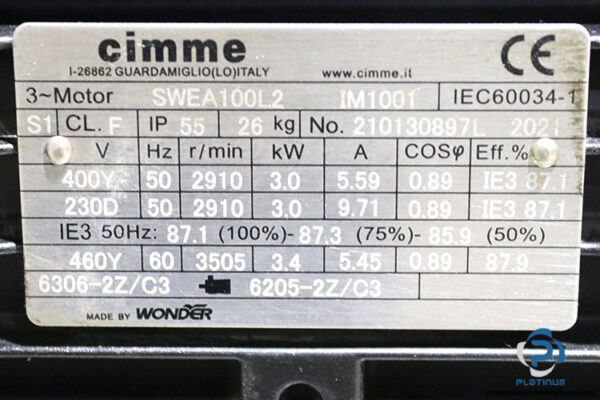 cimme
I-26862 GUARDAMIGLIO(LO)ITALY www.cimme.it CE
3~Motor SWEA100L2 IM1001 IEC60034-1
S1 CL. F IP 55 26 kg No. 210130897L 2021
V Hz r/min kW A COSφ Eff.%
400Y 50 2910 3.0 5.59 0.89 IE3 87.1
230D 50 2910 3.0 9.71 0.89 IE3 87.1
IE3 50Hz: 87.1 (100%)- 87.3 (75%)- 85.9 (50%)
460Y 60 3505 3.4 5.45 0.89 87.9
6306-2Z/C3 6205-2Z/C3
MADE BY WONDER
PLATINUM